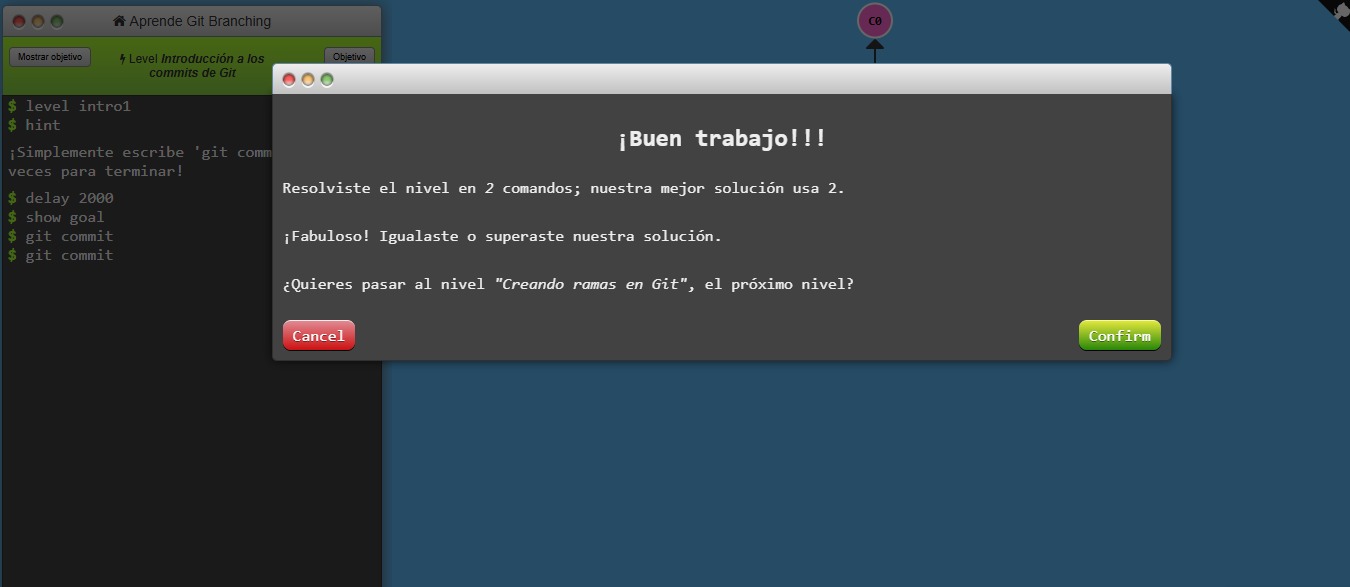 Aprende Git Branching
Mostrar objetivo
Level Introducción a los
commits de Git
Objetivo
$ level intro1
$ hint
¡Simplemente escribe 'git comm
veces para terminar!
$ delay 2000
$ show goal
$ git commit
$ git commit
C0
¡Buen trabajo!!!
Resolviste el nivel en 2 comandos; nuestra mejor solución usa 2.
¡Fabuloso! Igualaste o superaste nuestra solución.
¿Quieres pasar al nivel "Creando ramas en Git", el próximo nivel?
Cancel
Confirm